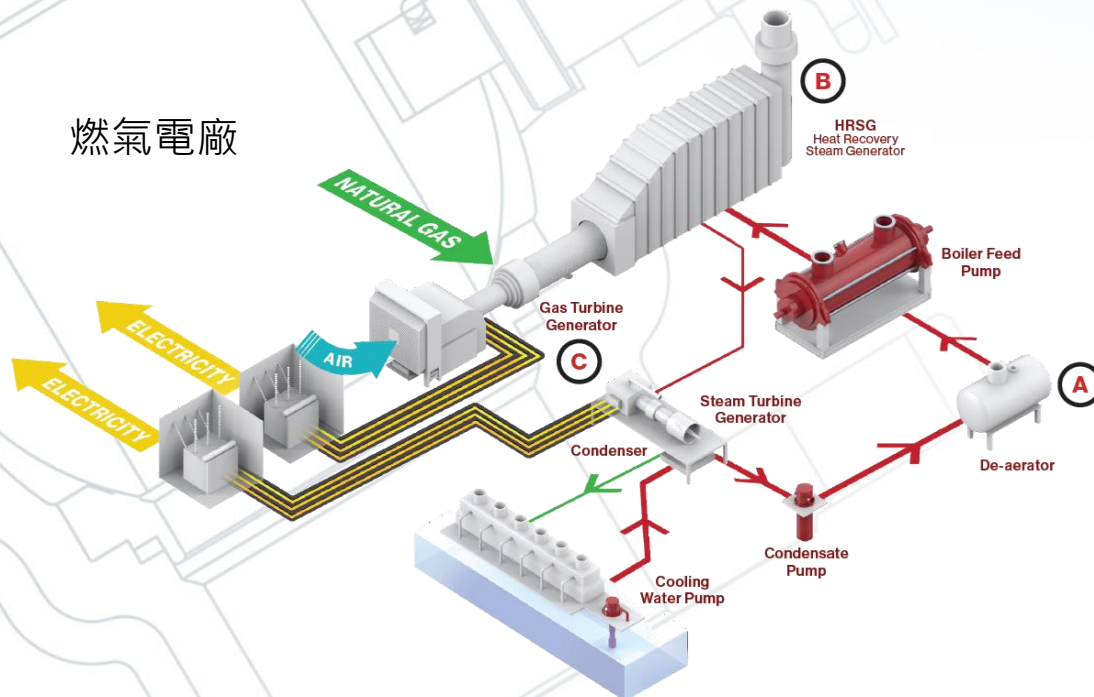 燃氣電廠
B
HRSG
Heat Recovery
Steam Generator
NATURAL GAS
Boiler Feed
Pump
Gas Turbine
Generator
ELECTRICITY
AIR
C
ELECTRICITY
A
Steam Turbine
Generator
Condenser
De-aerator
Condensate
Pump
Cooling
Water Pump